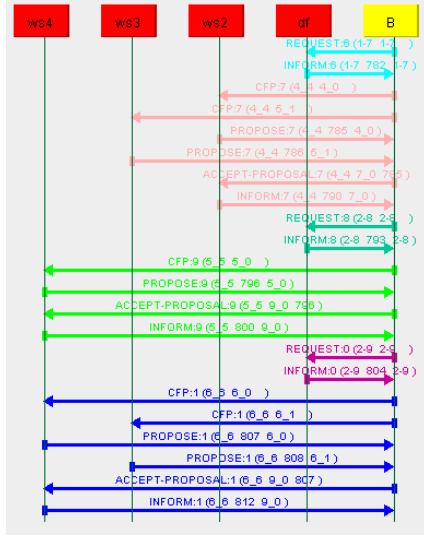 ws4 ws3 ws2 df B
REQUEST:6 (1-7 1-7 )
INFORM:6 (1-7 782 1-7)
CFP:7 (4_4 4_0 )
CFP:7 (4_4 5_1 )
PROPOSE:7 (4_4 785 4_0)
PROPOSE:7 (4_4 786 5_1)
ACCEPT-PROPOSAL:7 (4_4 7_0 785)
INFORM:7 (4_4 790 7_0)
REQUEST:8 (2-8 2-8 )
INFORM:8 (2-8 793 2-8)
CFP:9 (5_5 5_0 )
PROPOSE:9 (5_5 796 5_0)
ACCEPT-PROPOSAL:9 (5_5 9_0 796)
INFORM:9 (5_5 800 9_0)
REQUEST:0 (2-9 2-9 )
INFORM:0 (2-9 804 2-9)
CFP:1 (6_6 6_0 )
CFP:1 (6_6 6_1 )
PROPOSE:1 (6_6 807 6_0)
PROPOSE:1 (6_6 808 6_1)
ACCEPT-PROPOSAL:1 (6_6 9_0 807)
INFORM:1 (6_6 812 9_0)